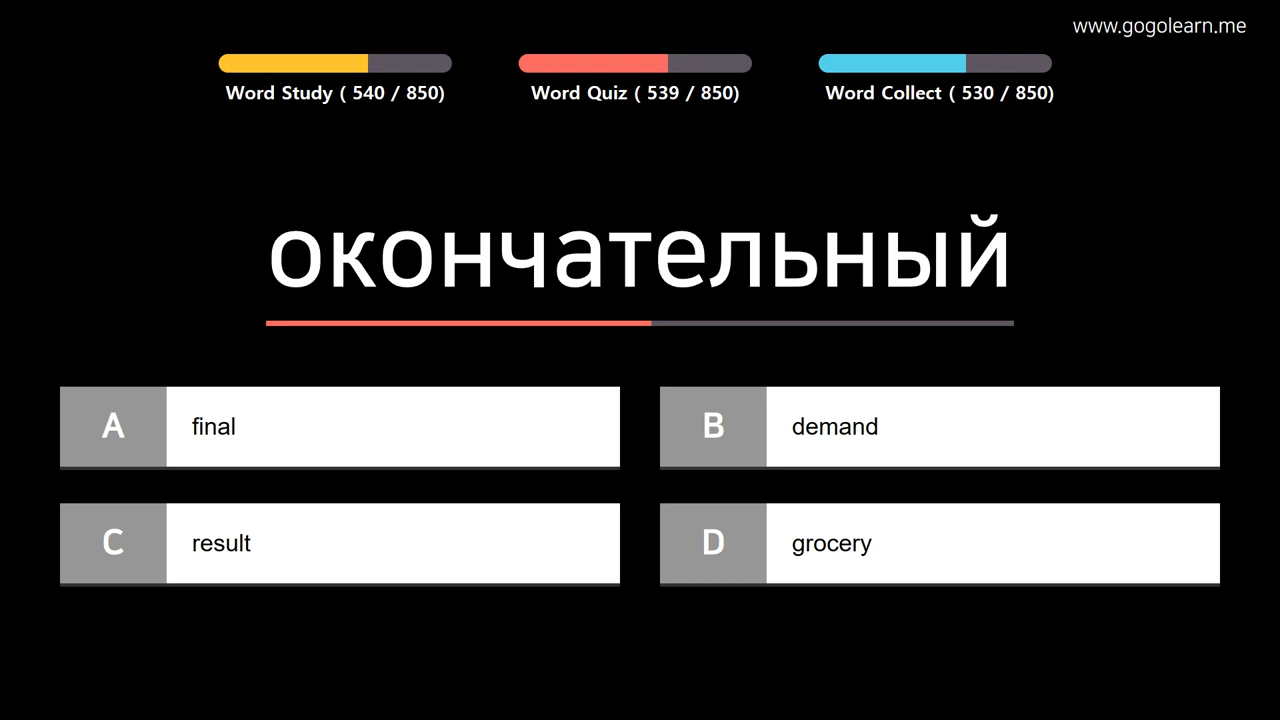 www.gogolearn.me
Word Study ( 540 / 850)
Word Quiz ( 539 / 850)
Word Collect ( 530 / 850)
окончательный
A final
B demand
C result
D grocery